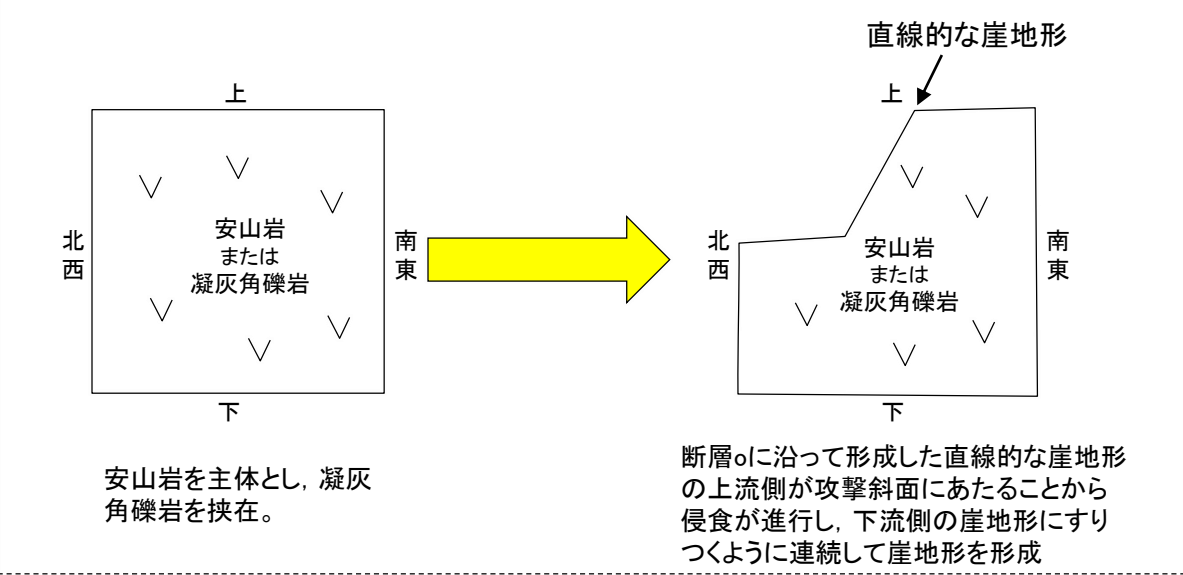 直線的な崖地形
上
北西
安山岩
または
凝灰角礫岩
南東
下
安山岩を主体とし，凝灰
角礫岩を挟在。
上
北西
安山岩
または
凝灰角礫岩
南東
下
断層oに沿って形成した直線的な崖地形
の上流側が攻撃斜面にあたることから
侵食が進行し，下流側の崖地形にすり
つくように連続して崖地形を形成